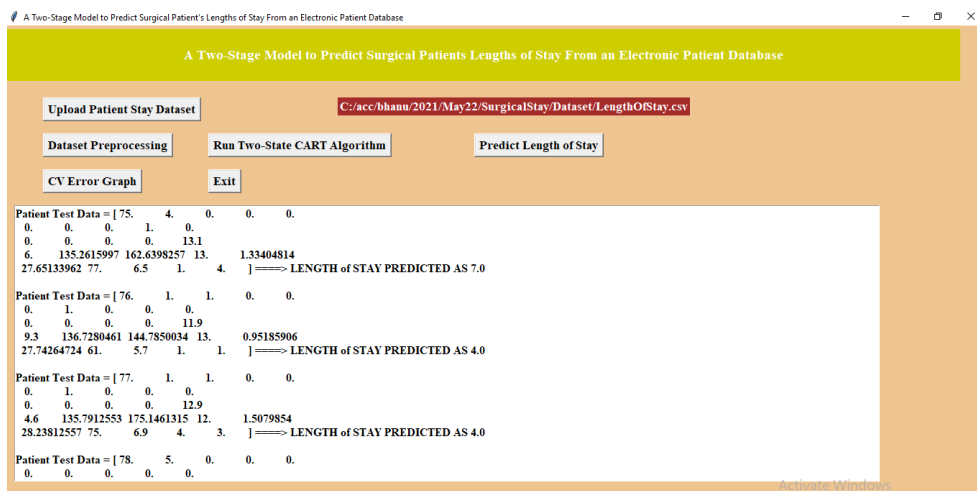 A Two-Stage Model to Predict Surgical Patient's Lengths of Stay From an Electronic Patient Database
A Two-Stage Model to Predict Surgical Patients Lengths of Stay From an Electronic Patient Database
Upload Patient Stay Dataset C:/acc/bhanu/2021/May22/SurgicalStay/Dataset/LengthOfStay.csv
Dataset Preprocessing Run Two-State CART Algorithm Predict Length of Stay
CV Error Graph Exit
Patient Test Data = [ 75. 4. 0. 0. 0.
0. 0. 0. 1. 0.
0. 0. 0. 0. 13.1
6. 135.2615997 162.6398257 13. 1.33404814
27.65133962 77. 6.5 1. 4. ] ====> LENGTH of STAY PREDICTED AS 7.0
Patient Test Data = [ 76. 1. 1. 0. 0.
0. 1. 0. 0. 0.
0. 0. 0. 0. 11.9
9.3 136.7280461 144.7850034 13. 0.95185906
27.74264724 61. 5.7 1. 1. ] ====> LENGTH of STAY PREDICTED AS 4.0
Patient Test Data = [ 77. 1. 1. 0. 0.
0. 1. 0. 0. 0.
0. 0. 0. 0. 12.9
4.6 135.7912553 175.1461315 12. 1.5079854
28.23812557 75. 6.9 4. 3. ] ====> LENGTH of STAY PREDICTED AS 4.0
Patient Test Data = [ 78. 5. 0. 0. 0.
0. 0. 0. 0. 0.
Activate Windows